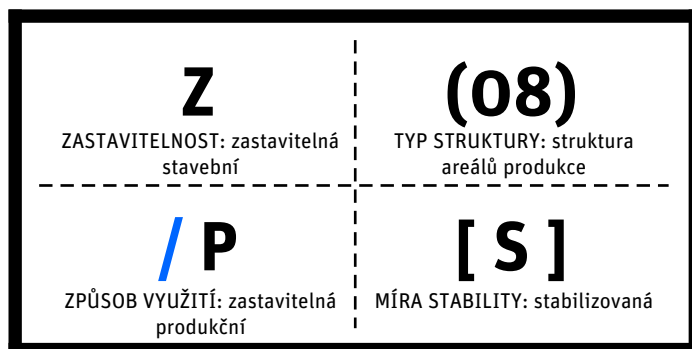 Z
ZASTAVITELNOST: zastavitelná
stavební
(08)
TYP STRUKTURY: struktura
areálů produkce
/ P
ZPŮSOB VYUŽITÍ: zastavitelná
produkční
[ S ]
MÍRA STABILITY: stabilizovaná